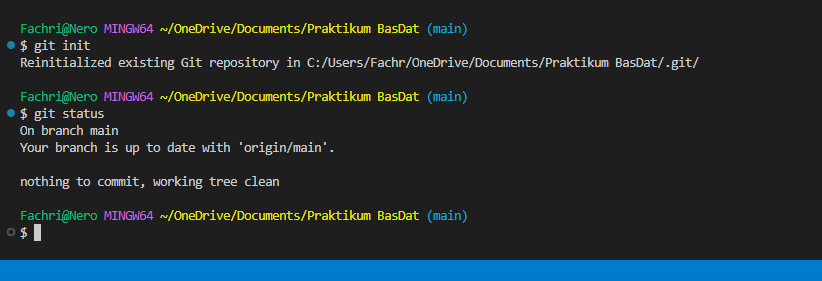 Fachri@Nero MINGW64 ~/OneDrive/Documents/Praktikum BasDat (main)
$ git init
Reinitialized existing Git repository in C:/Users/Fachr/OneDrive/Documents/Praktikum BasDat/.git/
Fachri@Nero MINGW64 ~/OneDrive/Documents/Praktikum BasDat (main)
$ git status
On branch main
Your branch is up to date with 'origin/main'.
nothing to commit, working tree clean
Fachri@Nero MINGW64 ~/OneDrive/Documents/Praktikum BasDat (main)
$